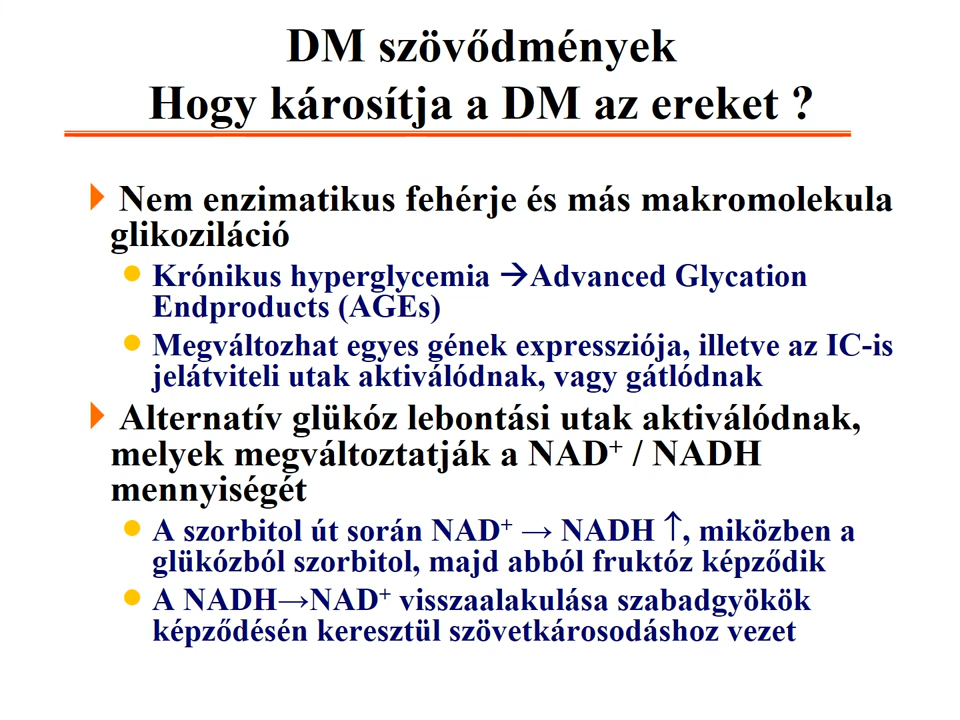 DM szövődmények
Hogy károsítja a DM az ereket ?
Nem enzimatikus fehérje és más makromolekula
glikoziláció
Krónikus hyperglycemia →Advanced Glycation
Endproducts (AGEs)
Megváltozhat egyes gének expressziója, illetve az IC-is
jelátviteli utak aktiválódnak, vagy gátlódnak
Alternatív glükóz lebontási utak aktiválódnak,
melyek megváltoztatják a NAD⁺ / NADH
mennyiségét
A szorbitol út során NAD⁺ → NADH ↑, miközben a
glükózból szorbitol, majd abból fruktóz képződik
A NADH→NAD⁺ visszaalakulása szabadgyökök
képződésén keresztül szövetkárosodáshoz vezet